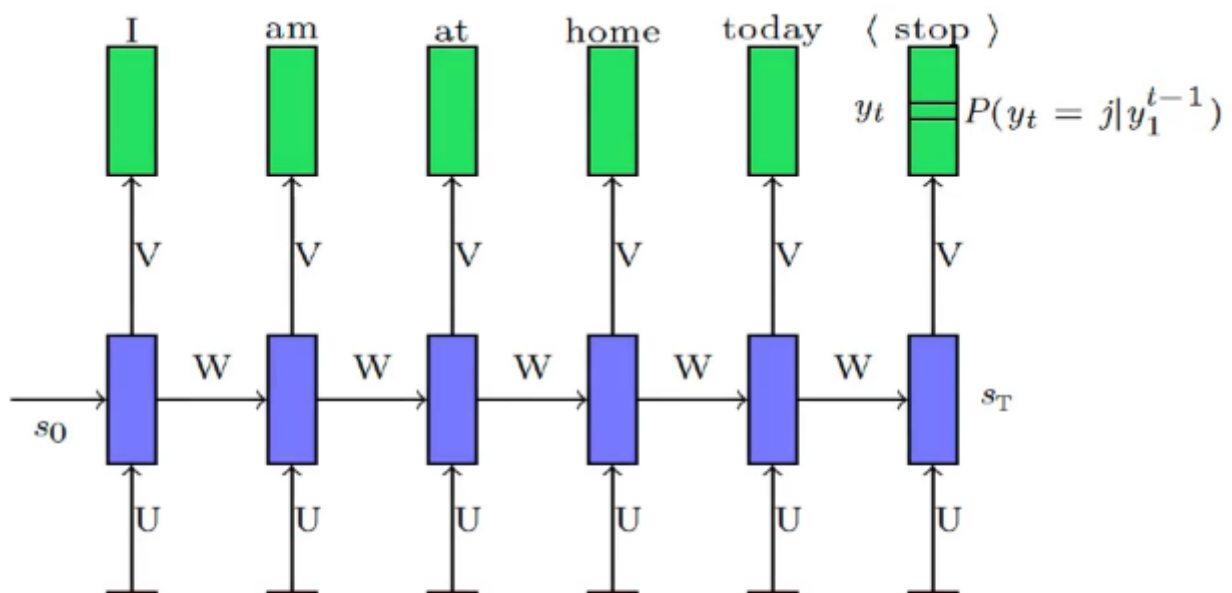 I am at home today ⟨ stop ⟩
y_t P(y_t = j|y_1^{t-1})
V V V V V V
W W W W W
s_0 s_T
U U U U U U